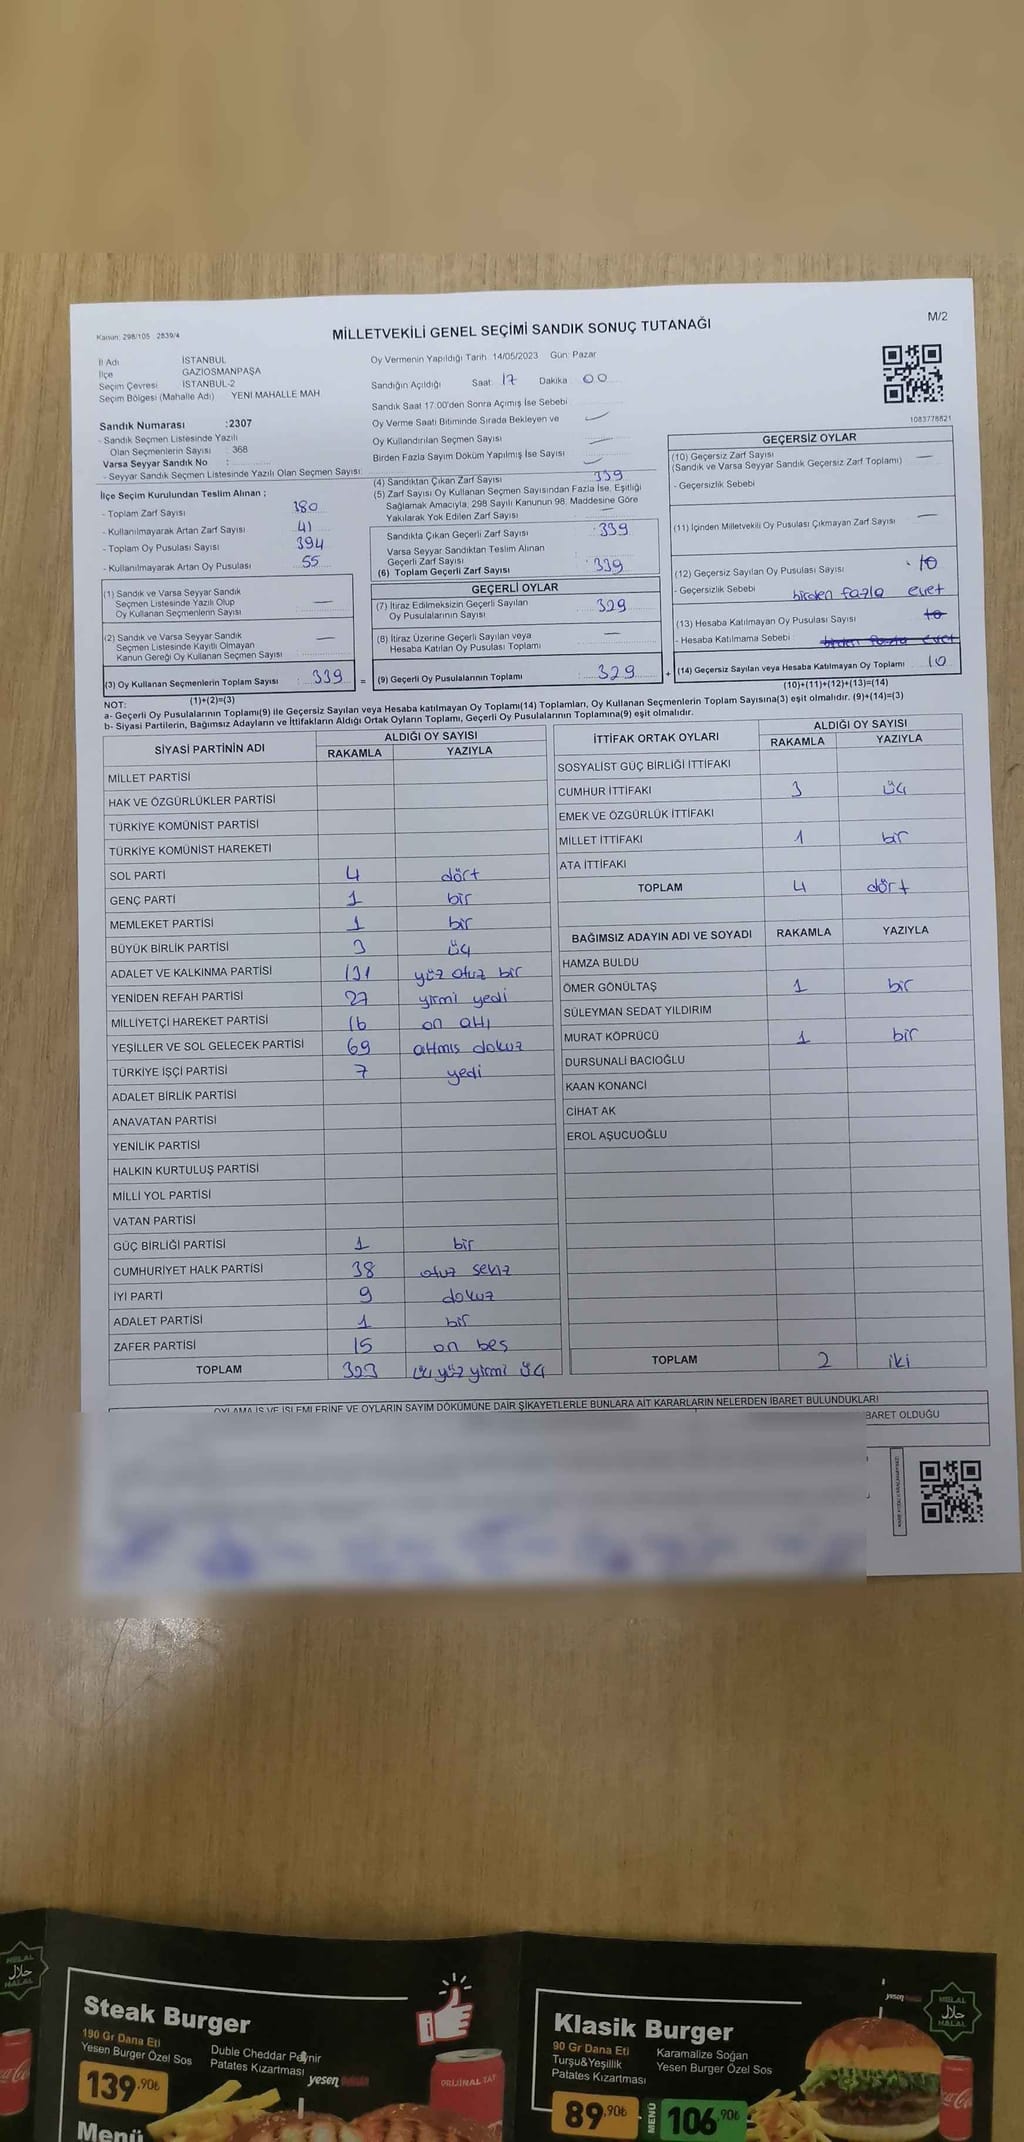 Kanun: 298/105 2839/4
MİLLETVEKİLİ GENEL SEÇİMİ SANDIK SONUÇ TUTANAĞI
M/2
İl Adı İSTANBUL
İlçe GAZİOSMANPAŞA
Seçim Çevresi İSTANBUL-2
Seçim Bölgesi (Mahalle Adı) YENİ MAHALLE MAH
Oy Vermenin Yapıldığı Tarih 14/05/2023 Gün: Pazar
Sandığın Açıldığı Saat 17 Dakika 00
Sandık Saat 17:00'den Sonra Açımış İse Sebebi
Oy Verme Saati Bitiminde Sırada Bekleyen ve
Oy Kullandırılan Seçmen Sayısı
Birden Fazla Sayım Döküm Yapılmış İse Sayısı
1083778821
Sandık Numarası :2307
- Sandık Seçmen Listesinde Yazılı
Olan Seçmenlerin Sayısı : 368
Varsa Seyyar Sandık No :
- Seyyar Sandık Seçmen Listesinde Yazılı Olan Seçmen Sayısı:
İlçe Seçim Kurulundan Teslim Alınan ;
- Toplam Zarf Sayısı 380
- Kullanılmayarak Artan Zarf Sayısı 41
- Toplam Oy Pusulası Sayısı 394
- Kullanılmayarak Artan Oy Pusulası 55
(1) Sandık ve Varsa Seyyar Sandık
Seçmen Listesinde Yazılı Olup
Oy Kullanan Seçmenlerin Sayısı —
(2) Sandık ve Varsa Seyyar Sandık
Seçmen Listesinde Kayıtlı Olmayan
Kanun Gereği Oy Kullanan Seçmen Sayısı —
(3) Oy Kullanan Seçmenlerin Toplam Sayısı : 339 =
(1)+(2)=(3)
(4) Sandıktan Çıkan Zarf Sayısı 339
(5) Zarf Sayısı Oy Kullanan Seçmen Sayısından Fazla İse, Eşitliği
Sağlamak Amacıyla, 298 Sayılı Kanunun 98. Maddesine Göre
Yakılarak Yok Edilen Zarf Sayısı —
Sandıkta Çıkan Geçerli Zarf Sayısı : 339
Varsa Seyyar Sandıktan Teslim Alınan
Geçerli Zarf Sayısı
(6) Toplam Geçerli Zarf Sayısı : 339
GEÇERLİ OYLAR
(7) İtiraz Edilmeksizin Geçerli Sayılan
Oy Pusulalarının Sayısı 329
(8) İtiraz Üzerine Geçerli Sayılan veya
Hesaba Katılan Oy Pusulası Toplamı —
(9) Geçerli Oy Pusulalarının Toplamı : 329 +
GEÇERSİZ OYLAR
(10) Geçersiz Zarf Sayısı —
(Sandık ve Varsa Seyyar Sandık Geçersiz Zarf Toplamı)
- Geçersizlik Sebebi
(11) İçinden Milletvekili Oy Pusulası Çıkmayan Zarf Sayısı —
(12) Geçersiz Sayılan Oy Pusulası Sayısı : 10
- Geçersizlik Sebebi birden fazla evet
(13) Hesaba Katılmayan Oy Pusulası Sayısı 10
- Hesaba Katılmama Sebebi : birden fazla evet
(14) Geçersiz Sayılan veya Hesaba Katılmayan Oy Toplamı 10
(10)+(11)+(12)+(13)=(14)
NOT:
a- Geçerli Oy Pusulalarının Toplamı(9) ile Geçersiz Sayılan veya Hesaba katılmayan Oy Toplamı(14) Toplamları, Oy Kullanan Seçmenlerin Toplam Sayısına(3) eşit olmalıdır. (9)+(14)=(3)
b- Siyasi Partilerin, Bağımsız Adayların ve İttifakların Aldığı Ortak Oyların Toplamı, Geçerli Oy Pusulalarının Toplamına(9) eşit olmalıdır.
SİYASİ PARTİNİN ADI ALDIĞI OY SAYISI
RAKAMLA YAZIYLA
MİLLET PARTİSİ
HAK VE ÖZGÜRLÜKLER PARTİSİ
TÜRKİYE KOMÜNİST PARTİSİ
TÜRKİYE KOMÜNİST HAREKETİ
SOL PARTİ 4 dört
GENÇ PARTİ 1 bir
MEMLEKET PARTİSİ 1 bir
BÜYÜK BİRLİK PARTİSİ 3 üç
ADALET VE KALKINMA PARTİSİ 131 yüz otuz bir
YENİDEN REFAH PARTİSİ 27 yirmi yedi
MİLLİYETÇİ HAREKET PARTİSİ 16 on altı
YEŞİLLER VE SOL GELECEK PARTİSİ 69 altmış dokuz
TÜRKİYE İŞÇİ PARTİSİ 7 yedi
ADALET BİRLİK PARTİSİ
ANAVATAN PARTİSİ
YENİLİK PARTİSİ
HALKIN KURTULUŞ PARTİSİ
MİLLİ YOL PARTİSİ
VATAN PARTİSİ
GÜÇ BİRLİĞİ PARTİSİ 1 bir
CUMHURİYET HALK PARTİSİ 38 otuz sekiz
İYİ PARTİ 9 dokuz
ADALET PARTİSİ 1 bir
ZAFER PARTİSİ 15 on beş
TOPLAM 323 üç yüz yirmi üç
İTTİFAK ORTAK OYLARI ALDIĞI OY SAYISI
RAKAMLA YAZIYLA
SOSYALİST GÜÇ BİRLİĞİ İTTİFAKI
CUMHUR İTTİFAKI 3 üç
EMEK VE ÖZGÜRLÜK İTTİFAKI
MİLLET İTTİFAKI 1 bir
ATA İTTİFAKI
TOPLAM 4 dört
BAĞIMSIZ ADAYIN ADI VE SOYADI RAKAMLA YAZIYLA
HAMZA BULDU
ÖMER GÖNÜLTAŞ 1 bir
SÜLEYMAN SEDAT YILDIRIM
MURAT KÖPRÜCÜ 1 bir
DURSUNALİ BACIOĞLU
KAAN KONANCİ
CİHAT AK
EROL AŞUCUOĞLU
TOPLAM 2 iki
OYLAMA İŞ VE İŞLEMLERİNE VE OYLARIN SAYIM DÖKÜMÜNE DAİR ŞİKAYETLERLE BUNLARA AİT KARARLARIN NELERDEN İBARET BULUNDUKLARI
BARET OLDUĞU
HELAL
حلال
HALAL
Steak Burger
190 Gr Dana Eti
Yesen Burger Özel Sos
Duble Cheddar Peynir
Patates Kızartması
139,90₺
Menü
yesen
ORİJİNAL TAT
Klasik Burger
90 Gr Dana Eti
Turşu&Yeşillik
Patates Kızartması
Karamalize Soğan
Yesen Burger Özel Sos
89,90₺
MENÜ
106,90₺
yesen
HELAL
حلال
HALAL